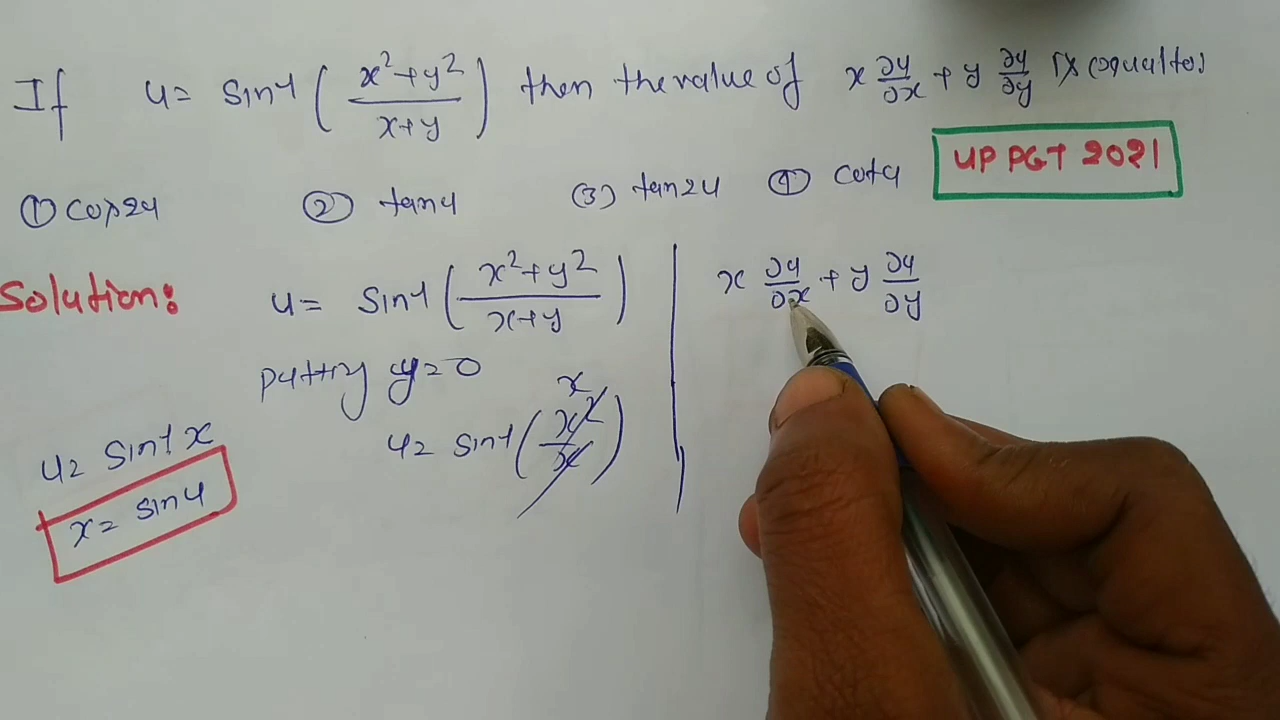 If u = sin⁻¹ ( x²+y² / x+y ) then the value of x ∂u/∂x + y ∂u/∂y is (equal to)
UP PGT 2021
① cos2u ② tanu (3) tan2u ④ cotu
Solution: u = sin⁻¹ ( x²+y² / x+y )
x ∂u/∂x + y ∂u/∂y
putting y=0
u= sin⁻¹ ( x² / x ) x
u= sin⁻¹ x
x= sinu